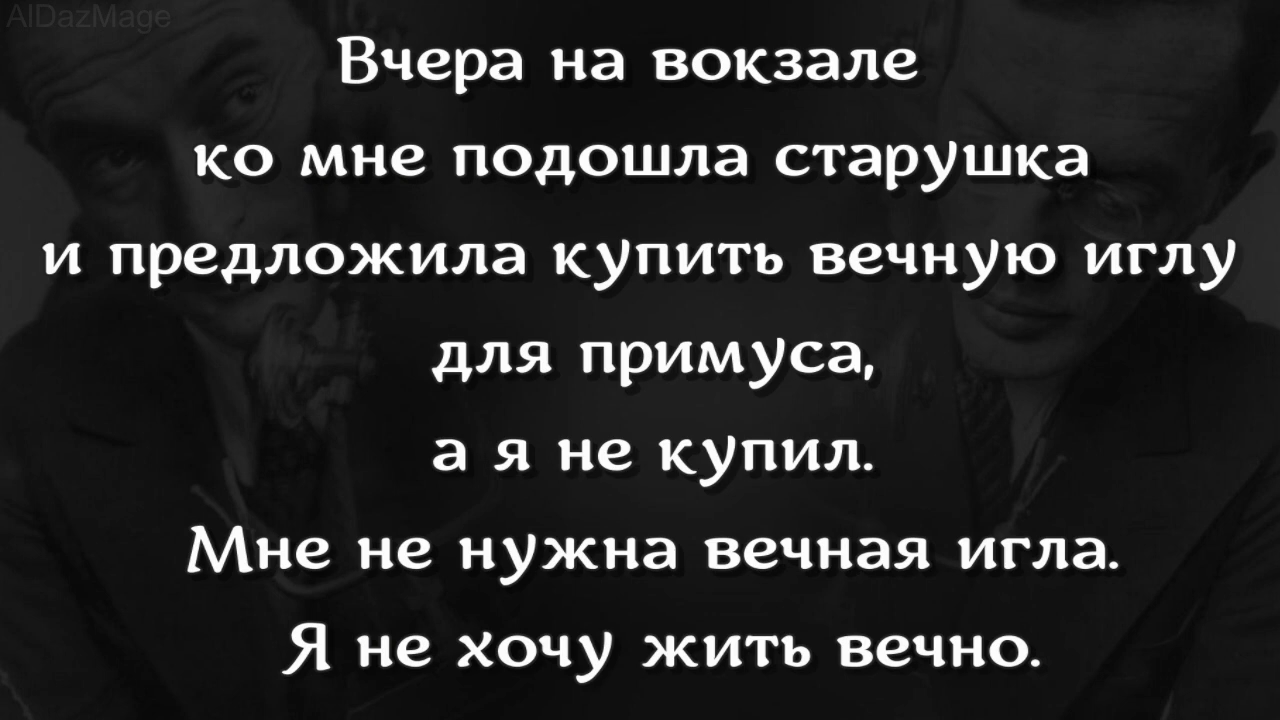 AlDazMage
Вчера на вокзале
ко мне подошла старушка
и предложила купить вечную иглу
для примуса,
а я не купил.
Мне не нужна вечная игла.
Я не хочу жить вечно.